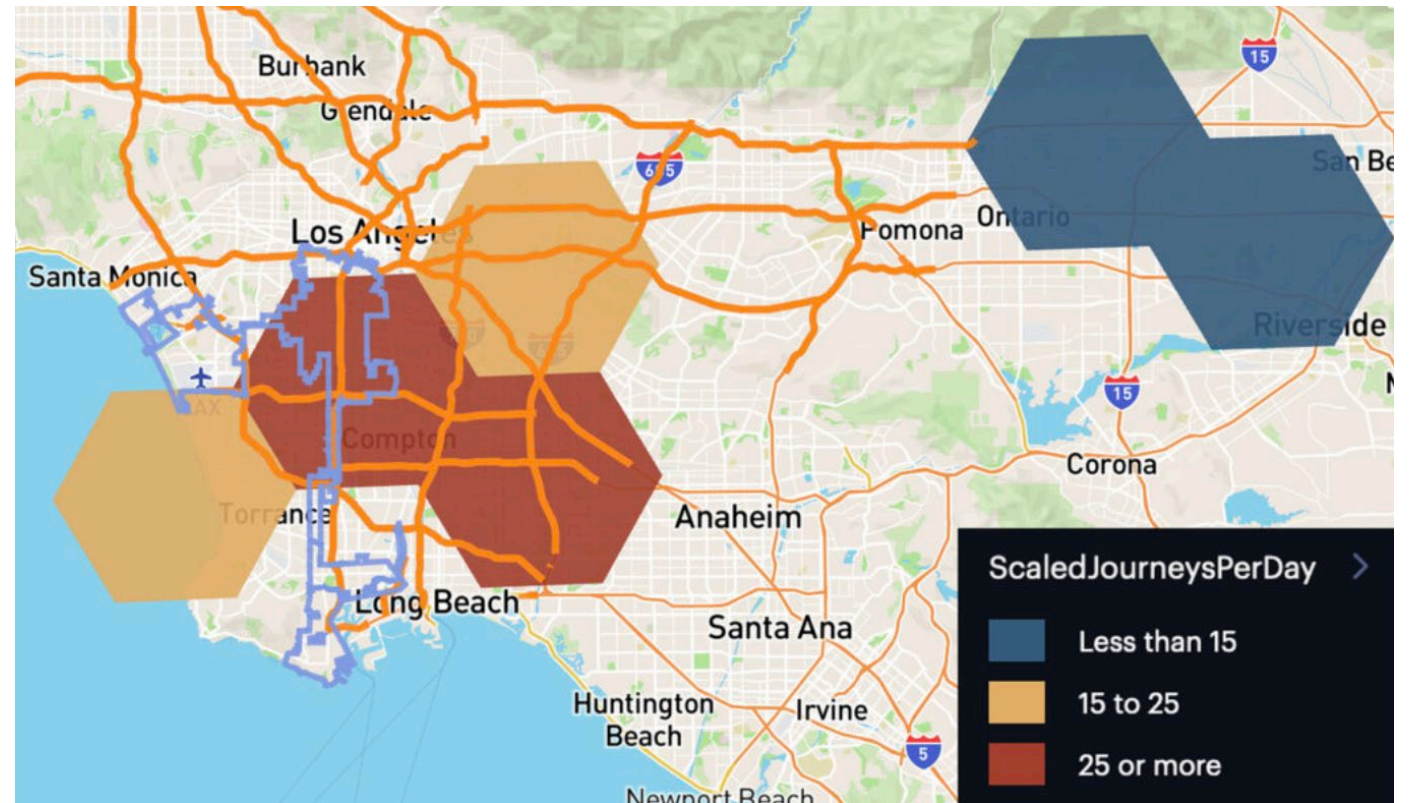 Burbank
15
Glendale
San Be
605
Los Angeles
Pomona
Ontario
Santa Monica
Riverside
15
LAX
Compton
Corona
Torrance
Anaheim
ScaledJourneysPerDay
Long Beach
Santa Ana
Less than 15
Huntington
Beach
Irvine
15 to 25
5
25 or more
Newport Beach